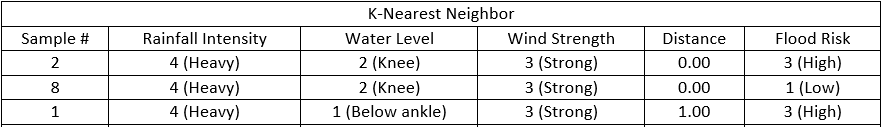 K-Nearest Neighbor
Sample # Rainfall Intensity Water Level Wind Strength Distance Flood Risk
2 4 (Heavy) 2 (Knee) 3 (Strong) 0.00 3 (High)
8 4 (Heavy) 2 (Knee) 3 (Strong) 0.00 1 (Low)
1 4 (Heavy) 1 (Below ankle) 3 (Strong) 1.00 3 (High)